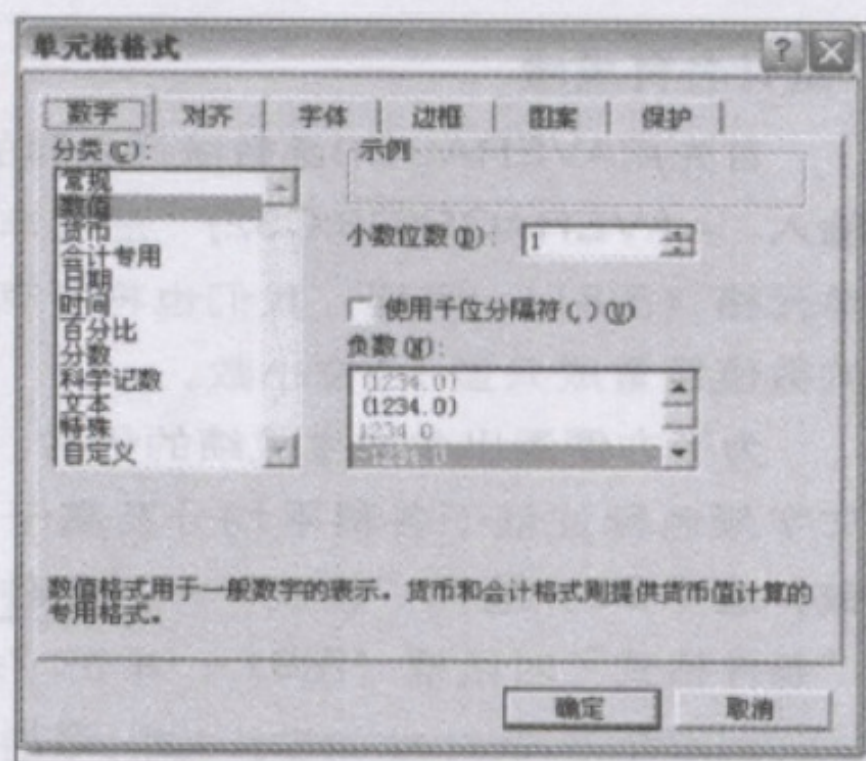 单元格格式
数字 对齐 字体 边框 图案 保护
分类(C):
常规
数值
货币
会计专用
日期
时间
百分比
分数
科学记数
文本
特殊
自定义
示例
小数位数(D): 1
使用千位分隔符(,)(U)
负数(N):
(1234.0)
(1234.0)
1234.0
-1234.0
数值格式用于一般数字的表示。货币和会计格式则提供货币值计算的
专用格式。
确定 取消